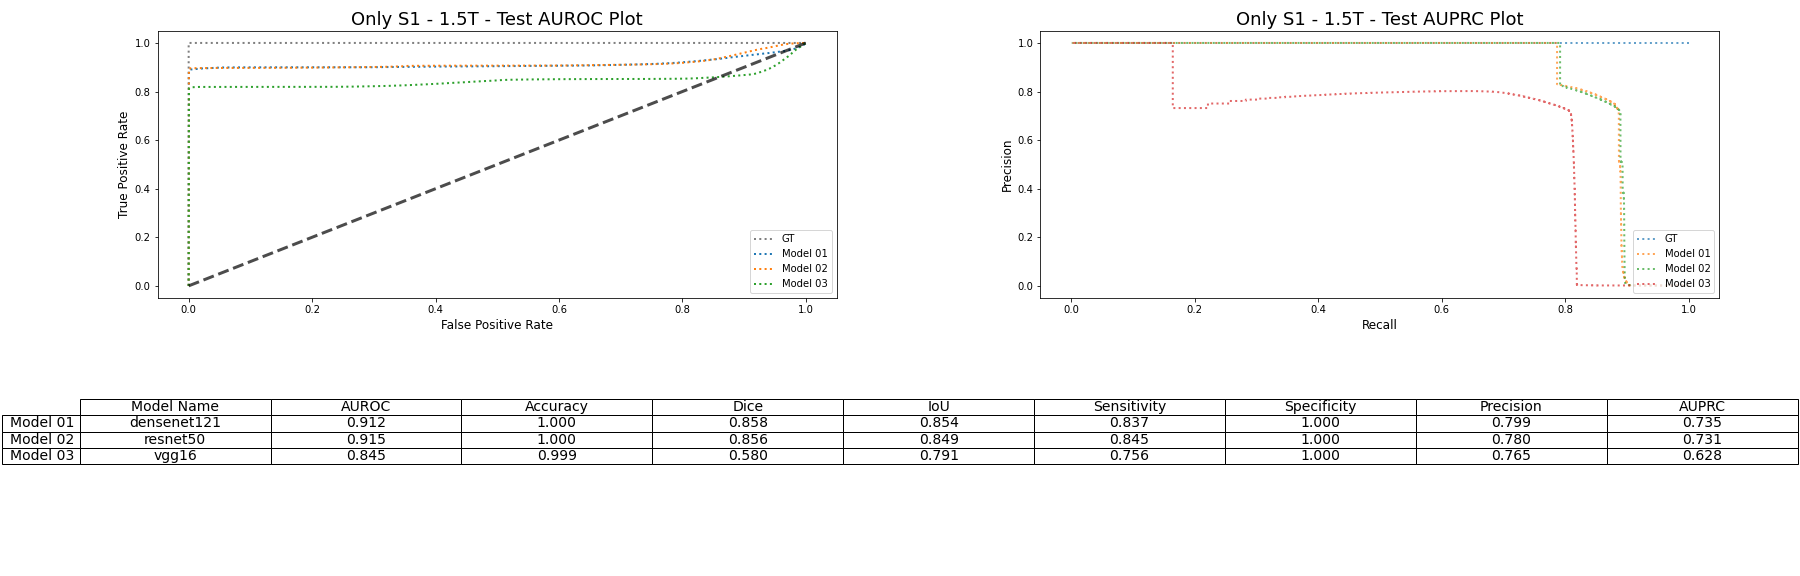 Only S1 - 1.5T - Test AUROC Plot
1.0
0.8
0.6
0.4
0.2
0.0
True Positive Rate
0.0 0.2 0.4 0.6 0.8 1.0
False Positive Rate
GT
Model 01
Model 02
Model 03
Only S1 - 1.5T - Test AUPRC Plot
1.0
0.8
0.6
0.4
0.2
0.0
Precision
0.0 0.2 0.4 0.6 0.8 1.0
Recall
GT
Model 01
Model 02
Model 03
Model Name AUROC Accuracy Dice IoU Sensitivity Specificity Precision AUPRC
Model 01 densenet121 0.912 1.000 0.858 0.854 0.837 1.000 0.799 0.735
Model 02 resnet50 0.915 1.000 0.856 0.849 0.845 1.000 0.780 0.731
Model 03 vgg16 0.845 0.999 0.580 0.791 0.756 1.000 0.765 0.628